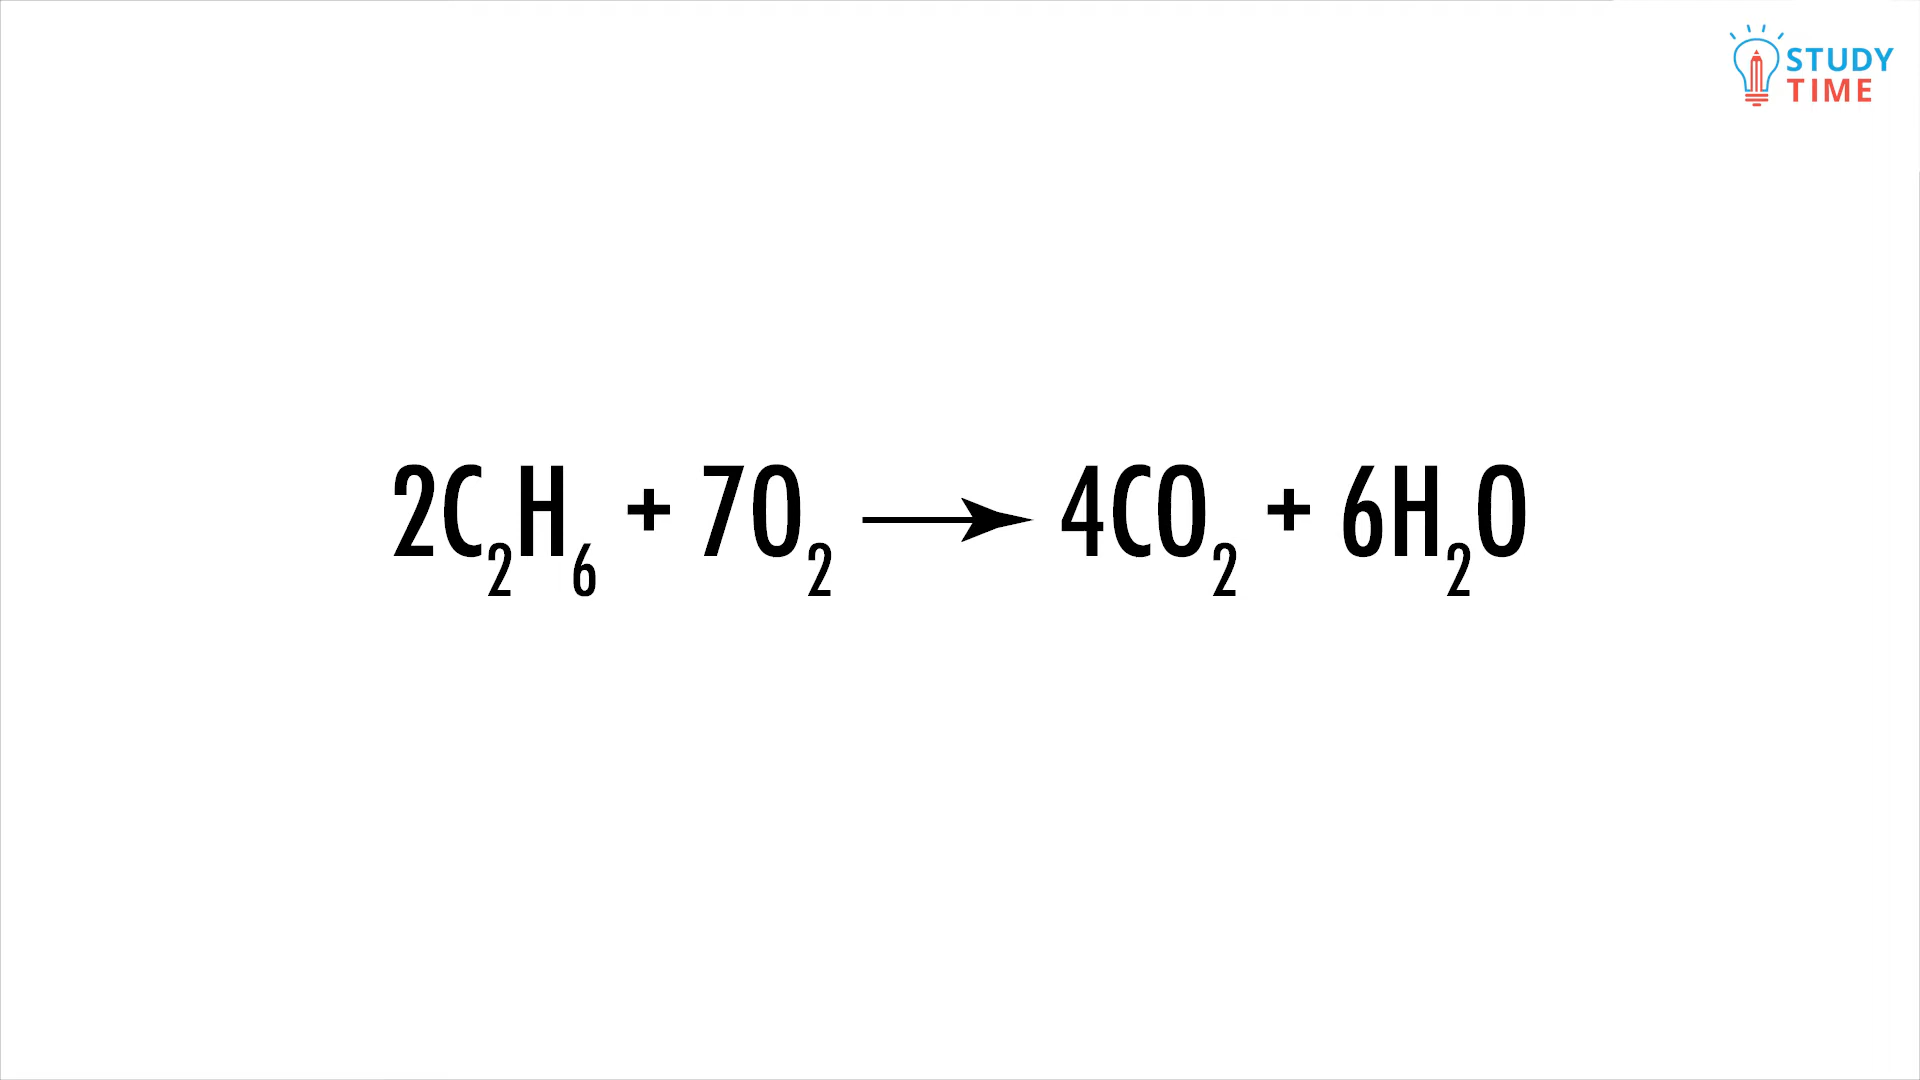 STUDY
TIME
2C₂H₆ + 7O₂ ⟶ 4CO₂ + 6H₂O